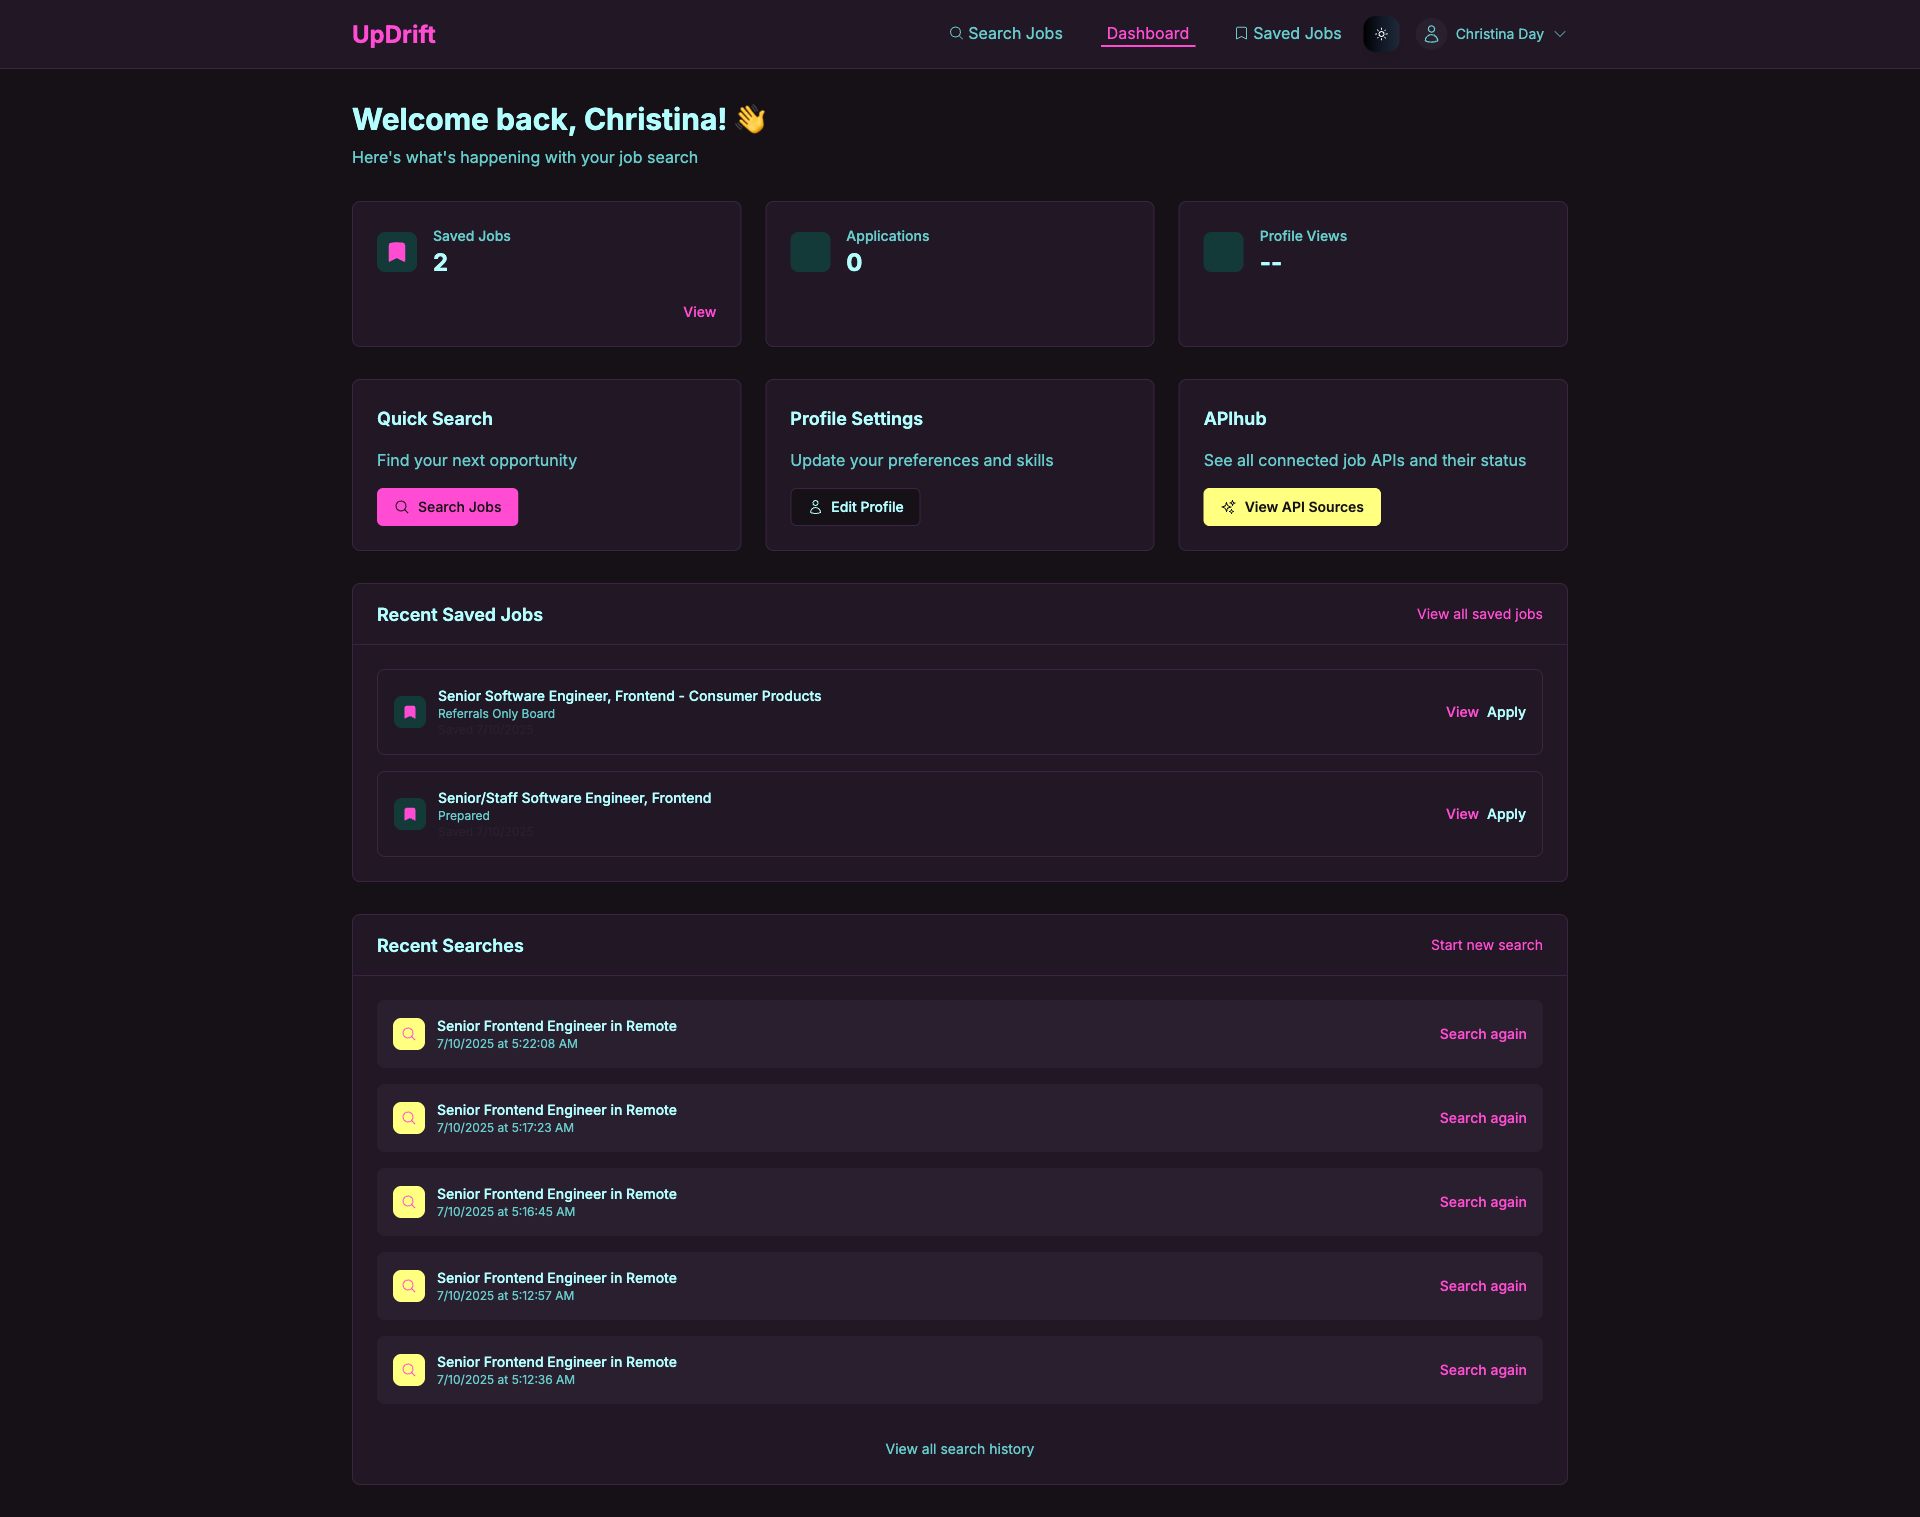 UpDrift
Search Jobs
Dashboard
Saved Jobs
Christina Day
Welcome back, Christina! 👋
Here's what's happening with your job search
Saved Jobs
2
View
Applications
0
Profile Views
--
Quick Search
Find your next opportunity
Search Jobs
Profile Settings
Update your preferences and skills
Edit Profile
APIhub
See all connected job APIs and their status
View API Sources
Recent Saved Jobs
View all saved jobs
Senior Software Engineer, Frontend - Consumer Products
Referrals Only Board
Saved 7/10/2025
View Apply
Senior/Staff Software Engineer, Frontend
Prepared
Saved 7/10/2025
View Apply
Recent Searches
Start new search
Senior Frontend Engineer in Remote
7/10/2025 at 5:22:08 AM
Search again
Senior Frontend Engineer in Remote
7/10/2025 at 5:17:23 AM
Search again
Senior Frontend Engineer in Remote
7/10/2025 at 5:16:45 AM
Search again
Senior Frontend Engineer in Remote
7/10/2025 at 5:12:57 AM
Search again
Senior Frontend Engineer in Remote
7/10/2025 at 5:12:36 AM
Search again
View all search history